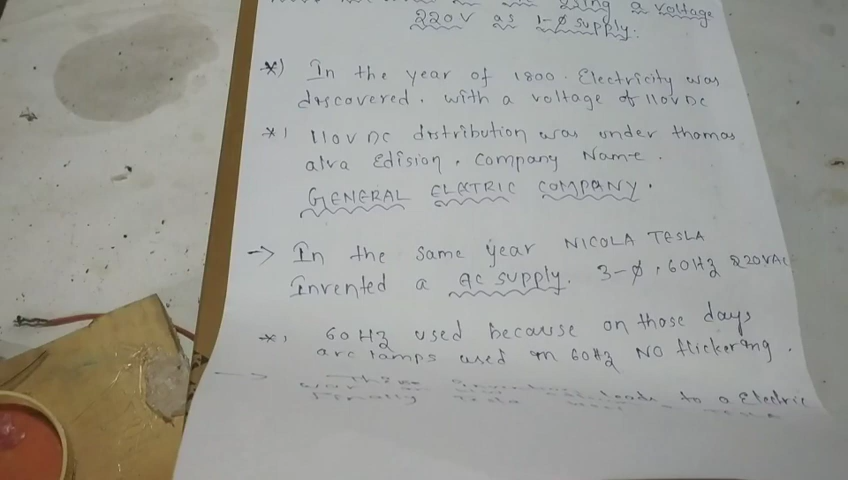 using a voltage
220V as 1-φ supply:
*) In the year of 1800. Electricity was
discovered. with a voltage of 110V DC
*) 110V DC distribution was under thomas
alva Edision. Company Name.
GENERAL ELECTRIC COMPANY.
→ In the same year NICOLA TESLA
Invented a AC supply. 3-φ, 60Hz 220VAC
*, 60Hz used because on those days
arc lamps used on 60Hz NO flickering.
to a Electric
Finally